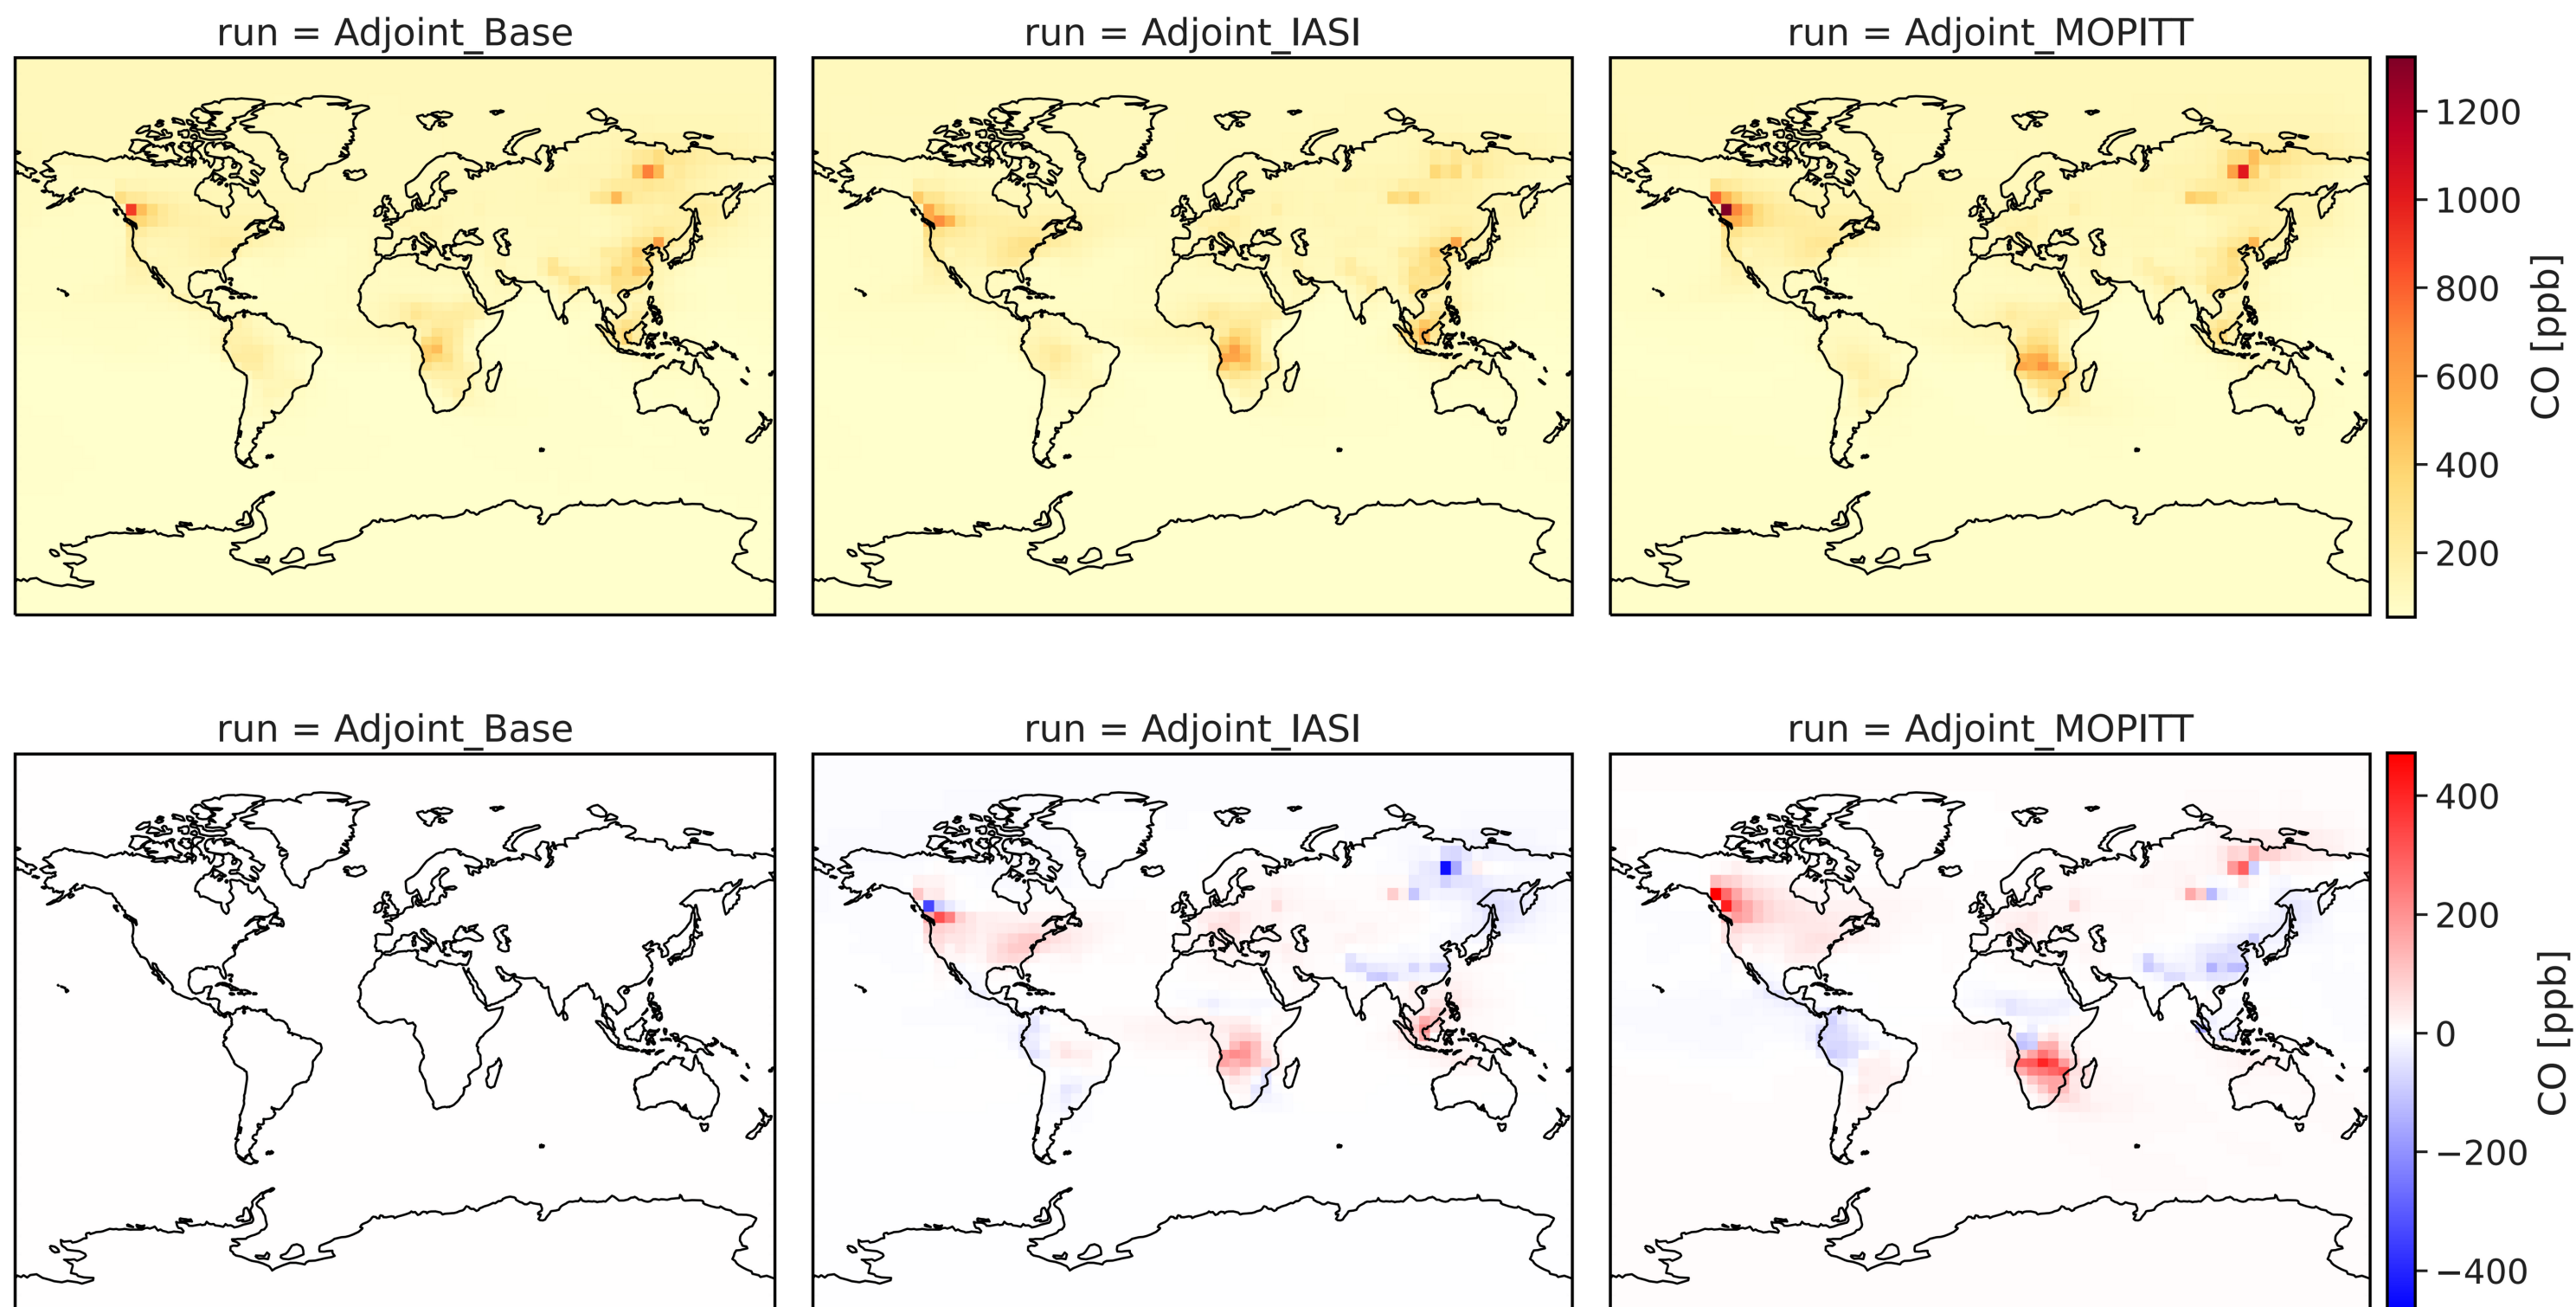 run = Adjoint_Base
run = Adjoint_IASI
run = Adjoint_MOPITT
1200
1000
800
600
400
200
CO [ppb]
run = Adjoint_Base
run = Adjoint_IASI
run = Adjoint_MOPITT
400
200
0
−200
−400
CO [ppb]